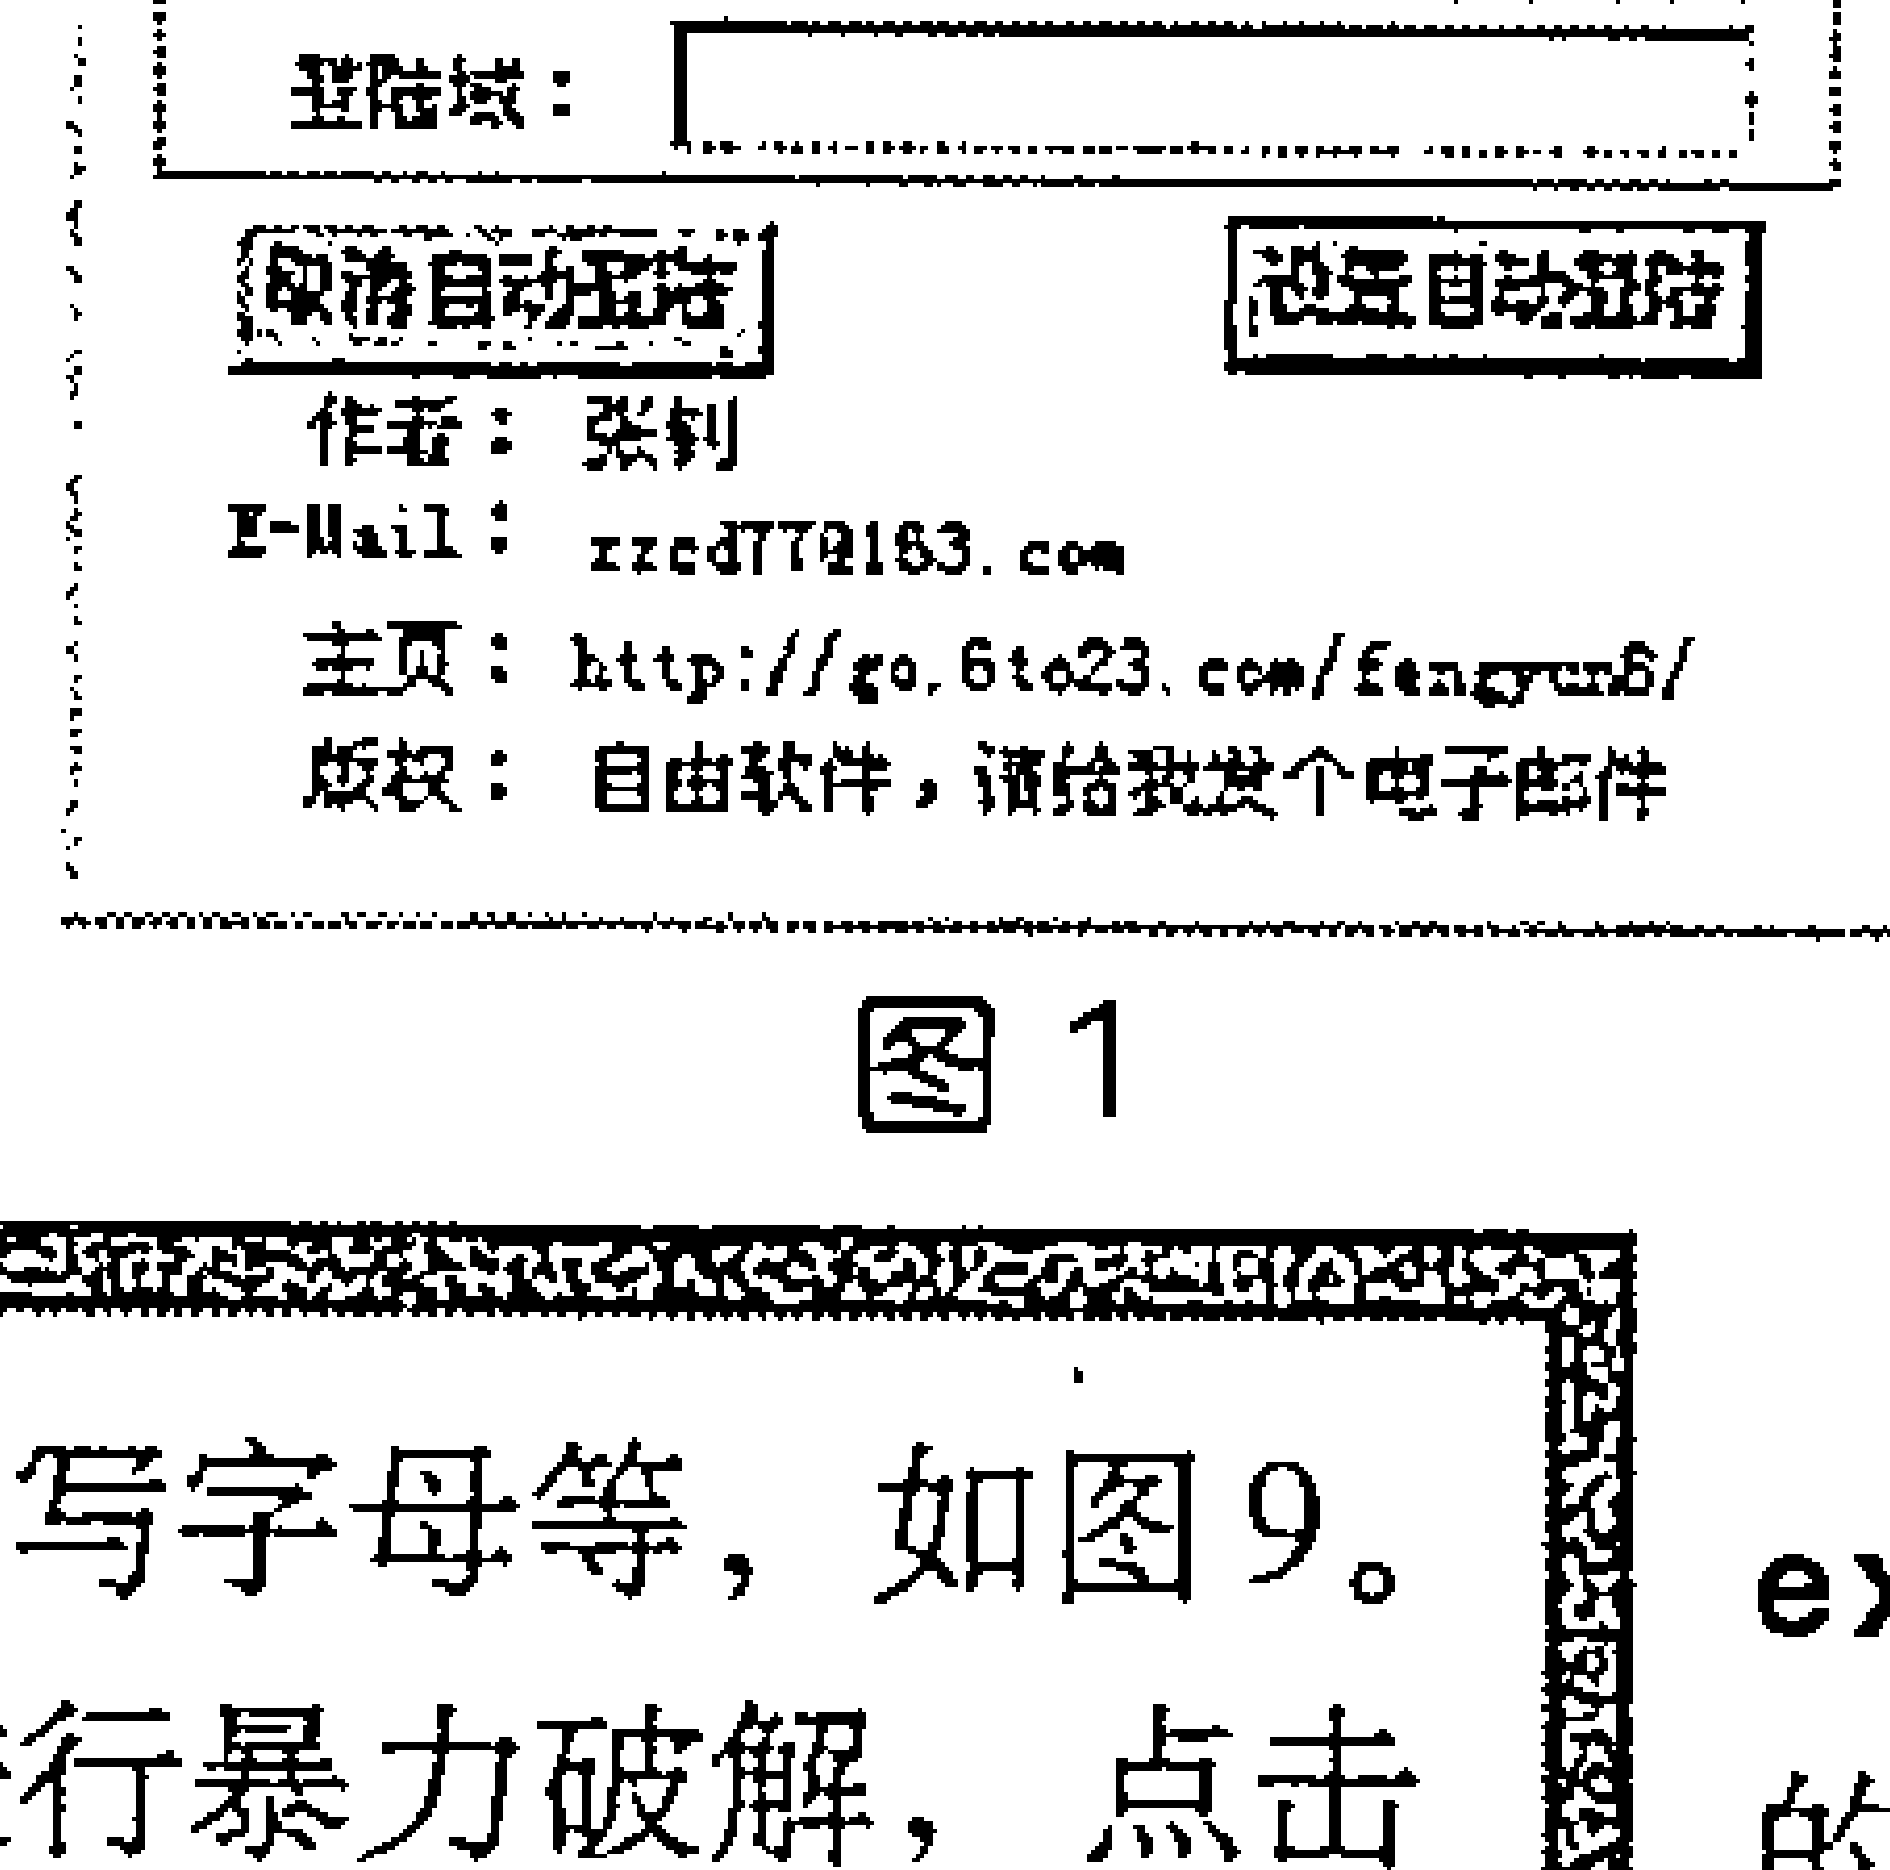 登陆域：
取消自动登陆 设置自动登陆
作者： 张钊
E-Mail： zzcd77@163.com
主页： http://go.6to23.com/fengyun6/
版权： 自由软件，请给我发个电子邮件
图 1
写字母等，如图9。
行暴力破解，点击
ex
的